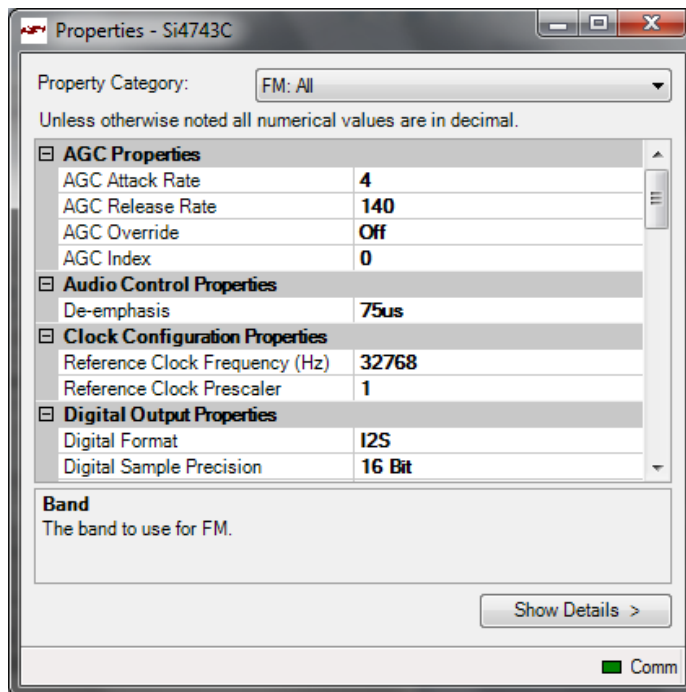 Properties - Si4743C
Property Category: FM: All
Unless otherwise noted all numerical values are in decimal.
AGC Properties
AGC Attack Rate 4
AGC Release Rate 140
AGC Override Off
AGC Index 0
Audio Control Properties
De-emphasis 75us
Clock Configuration Properties
Reference Clock Frequency (Hz) 32768
Reference Clock Prescaler 1
Digital Output Properties
Digital Format I2S
Digital Sample Precision 16 Bit
Band
The band to use for FM.
Show Details >
Comm